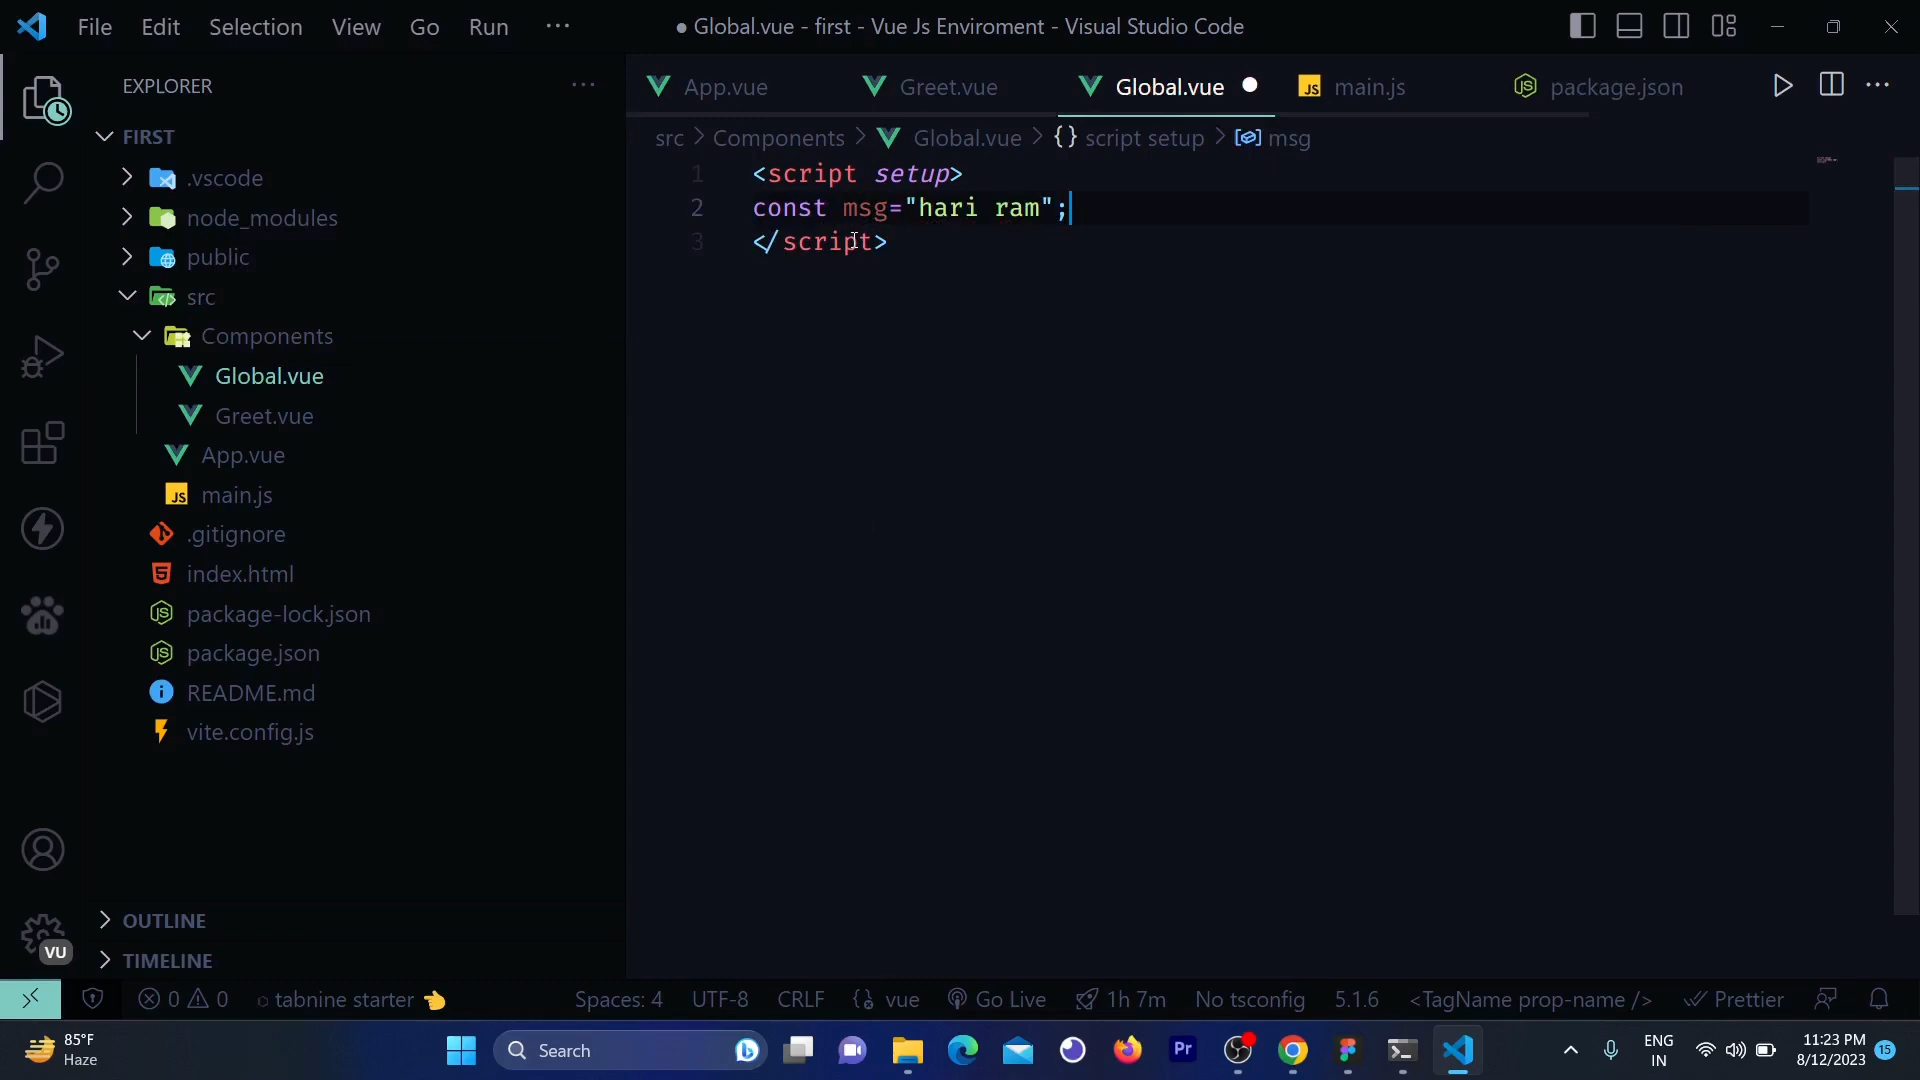 File Edit Selection View Go Run ···
● Global.vue - first - Vue Js Enviroment - Visual Studio Code
EXPLORER ···
App.vue Greet.vue Global.vue ● JS main.js JS package.json ···
src > Components > Global.vue > {} script setup > msg
FIRST
.vscode
node_modules
public
src
Components
Global.vue
Greet.vue
App.vue
JS main.js
.gitignore
index.html
package-lock.json
package.json
README.md
vite.config.js
OUTLINE
VU
TIMELINE
1 <script setup>
2 const msg="hari ram";
3 </script>
0 0 tabnine starter 👈 Spaces: 4 UTF-8 CRLF {} vue Go Live 1h 7m No tsconfig 5.1.6 <TagName prop-name /> Prettier
85°F
Haze
Search
Pr
ENG
IN
11:23 PM
8/12/2023
15